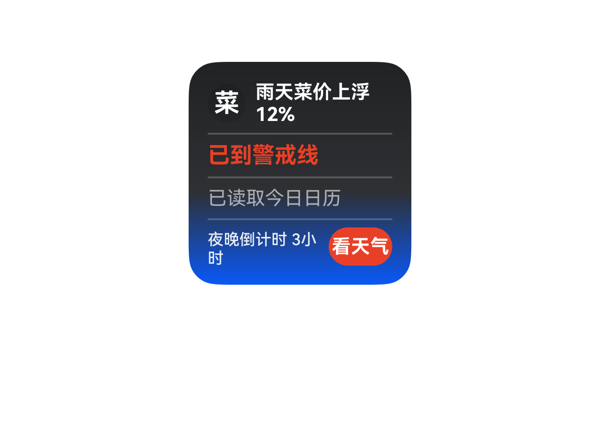 菜
雨天菜价上浮
12%
已到警戒线
已读取今日日历
夜晚倒计时 3小
时
看天气